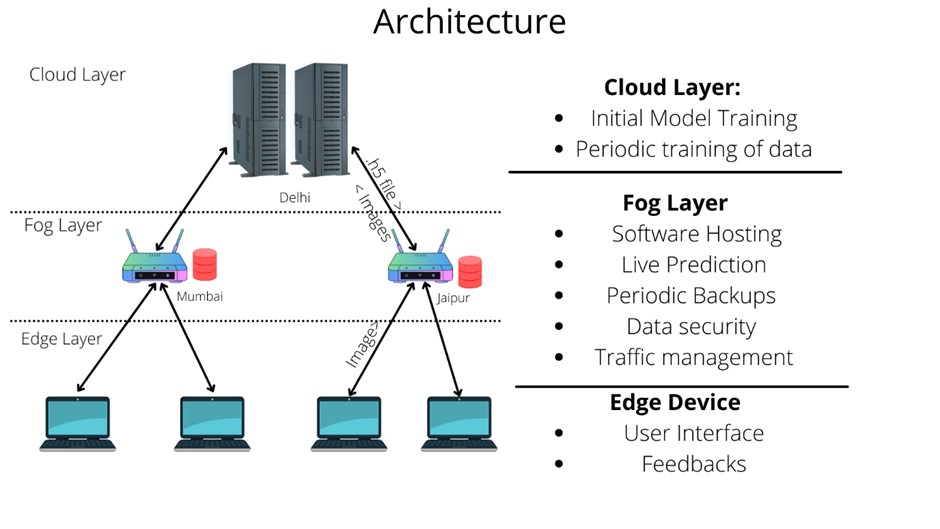 Architecture
Cloud Layer
Delhi
.h5 file >
< Images
Fog Layer
Mumbai
Jaipur
Edge Layer
Image>
Cloud Layer:
• Initial Model Training
• Periodic training of data
Fog Layer
• Software Hosting
• Live Prediction
• Periodic Backups
• Data security
• Traffic management
Edge Device
• User Interface
• Feedbacks